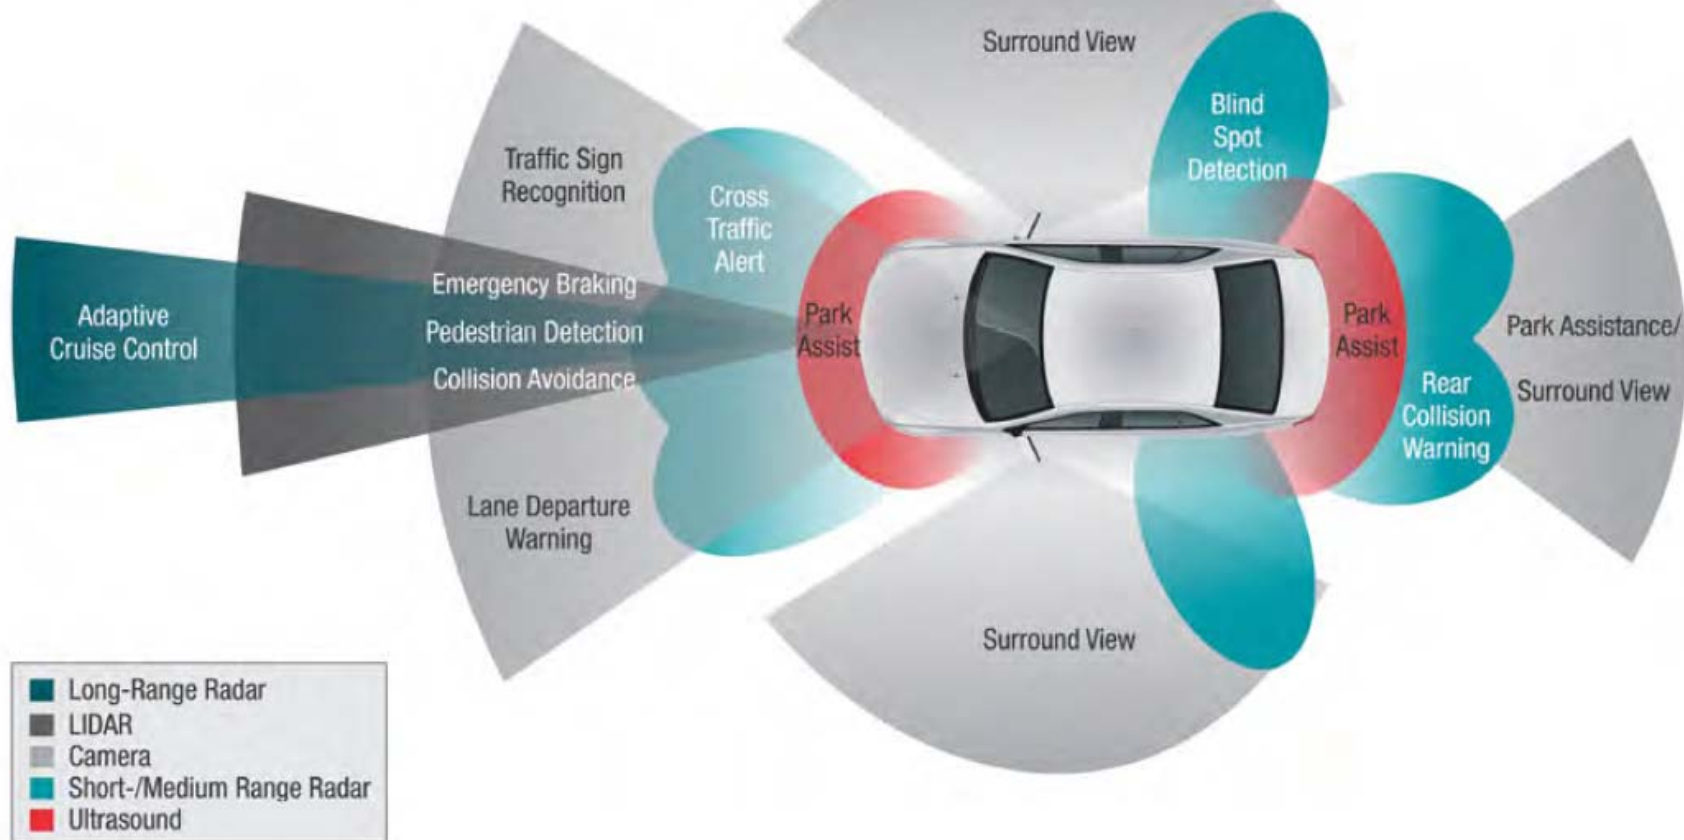 Surround View
Blind
Spot
Detection
Traffic Sign
Recognition
Cross
Traffic
Alert
Emergency Braking
Pedestrian Detection
Collision Avoidance
Adaptive
Cruise Control
Park
Assist
Park
Assist
Park Assistance/
Surround View
Rear
Collision
Warning
Lane Departure
Warning
Surround View
Long-Range Radar
LIDAR
Camera
Short-/Medium Range Radar
Ultrasound